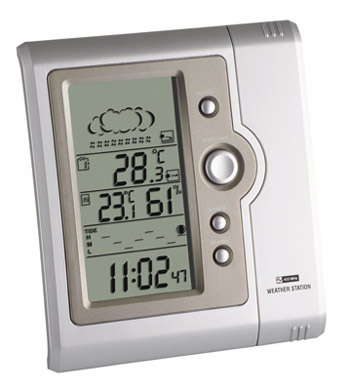 28.3°C
IN 23.1°C 61%
TIDE
H
M
L
11:02 47
WEATHER STATION